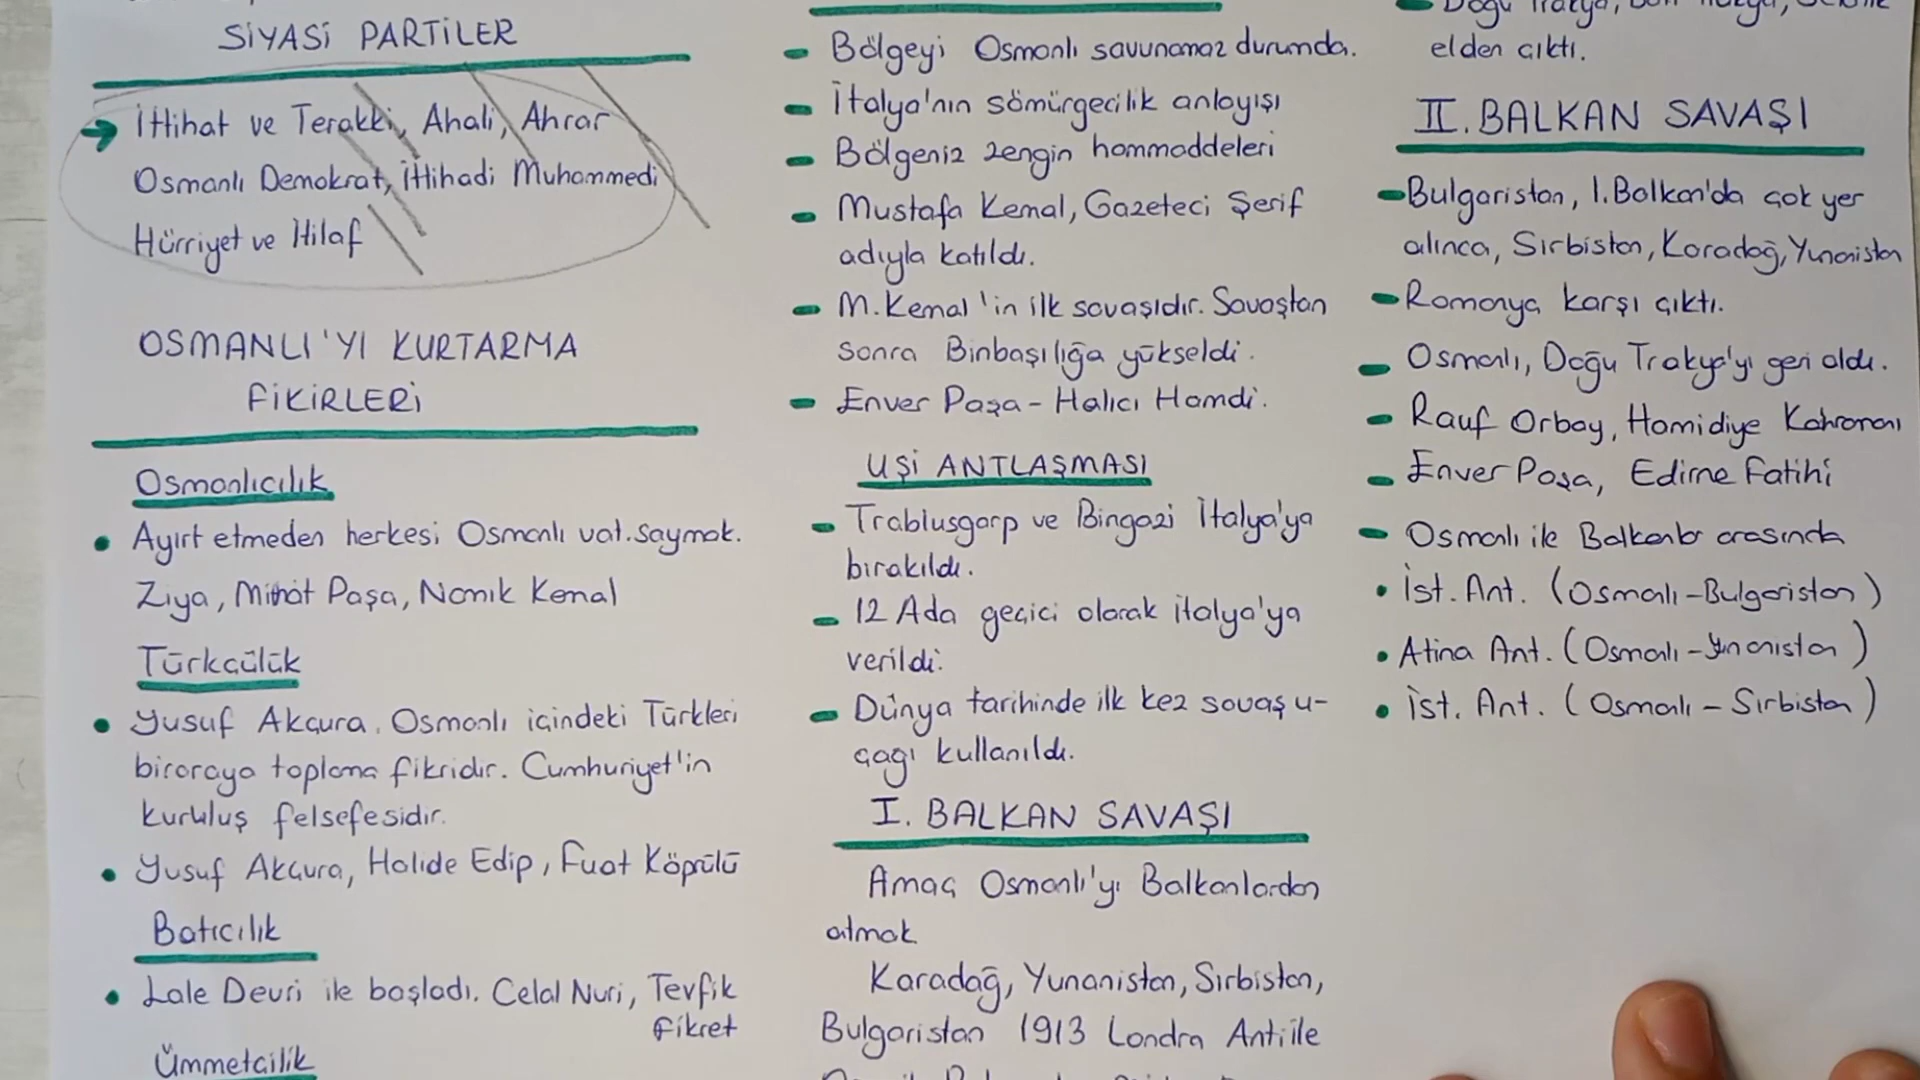 SİYASİ PARTİLER
İttihat ve Terakki, Ahali, Ahrar
Osmanlı Demokrat, İttihadi Muhammedi
Hürriyet ve Hilaf
OSMANLI'YI KURTARMA
FİKİRLERİ
Osmanlıcılık
Ayırt etmeden herkesi Osmanlı vat. saymak.
Ziya, Mithat Paşa, Namık Kemal
Türkçülük
Yusuf Akçura. Osmanlı içindeki Türkleri
biraraya toplama fikridir. Cumhuriyet'in
kuruluş felsefesidir.
Yusuf Akçura, Halide Edip, Fuat Köprülü
Batıcılık
Lale Devri ile başladı. Celal Nuri, Tevfik
Fikret
Ümmetçilik
Bölgeyi Osmanlı savunamaz durumda.
İtalya'nın sömürgecilik anlayışı
Bölgeniz zengin hammaddeleri
Mustafa Kemal, Gazeteci Şerif
adıyla katıldı.
M. Kemal'in ilk savaşıdır. Savaştan
sonra Binbaşılığa yükseldi.
Enver Paşa - Halıcı Hamdi.
UŞİ ANTLAŞMASI
Trablusgarp ve Bingazi İtalya'ya
bırakıldı.
12 Ada geçici olarak İtalya'ya
verildi.
Dünya tarihinde ilk kez savaş u-
çağı kullanıldı.
I. BALKAN SAVAŞI
Amaç Osmanlı'yı Balkanlardan
atmak
Karadağ, Yunanistan, Sırbistan,
Bulgaristan 1913 Londra Ant ile
elden çıktı.
II. BALKAN SAVAŞI
Bulgaristan, I. Balkan'da çok yer
alınca, Sırbistan, Karadağ, Yunanistan
Romanya karşı çıktı.
Osmanlı, Doğu Trakya'yı geri aldı.
Rauf Orbay, Hamidiye Kahramanı
Enver Paşa, Edirne Fatihi
Osmanlı ile Balkanlar arasında
İst. Ant. (Osmanlı - Bulgaristan)
Atina Ant. (Osmanlı - Yunanistan)
İst. Ant. (Osmanlı - Sırbistan)